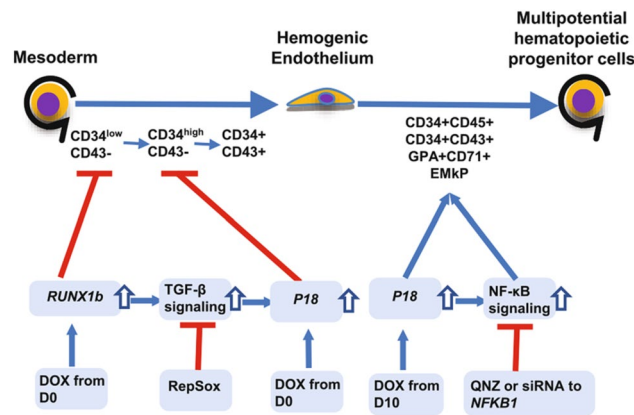 Mesoderm
Hemogenic
Endothelium
Multipotential
hematopoietic
progenitor cells
CD34low
CD43-
CD34high
CD43-
CD34+
CD43+
CD34+CD45+
CD34+CD43+
GPA+CD71+
EMkP
RUNX1b
TGF-β
signaling
P18
P18
NF-κB
signaling
DOX from
D0
RepSox
DOX from
D0
DOX from
D10
QNZ or siRNA to
NFKB1